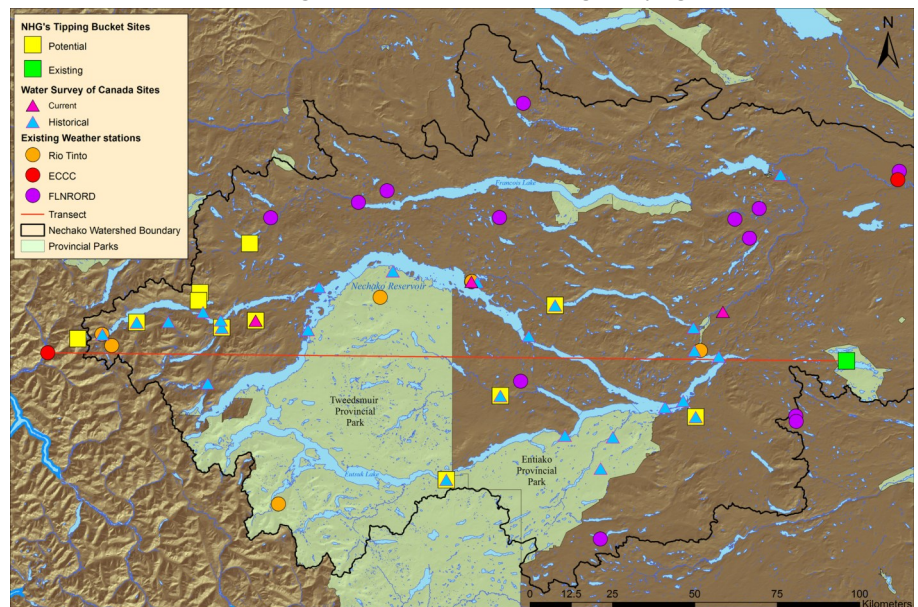 NHG's Tipping Bucket Sites
Potential
Existing
Water Survey of Canada Sites
Current
Historical
Existing Weather stations
Rio Tinto
ECCC
FLNRORD
Transect
Nechako Watershed Boundary
Provincial Parks
N
Francois Lake
Nechako Reservoir
Tweedsmuir
Provincial
Park
Entiako
Provincial
Park
Eutsuk Lake
0 12.5 25 50 75 100
Kilometers